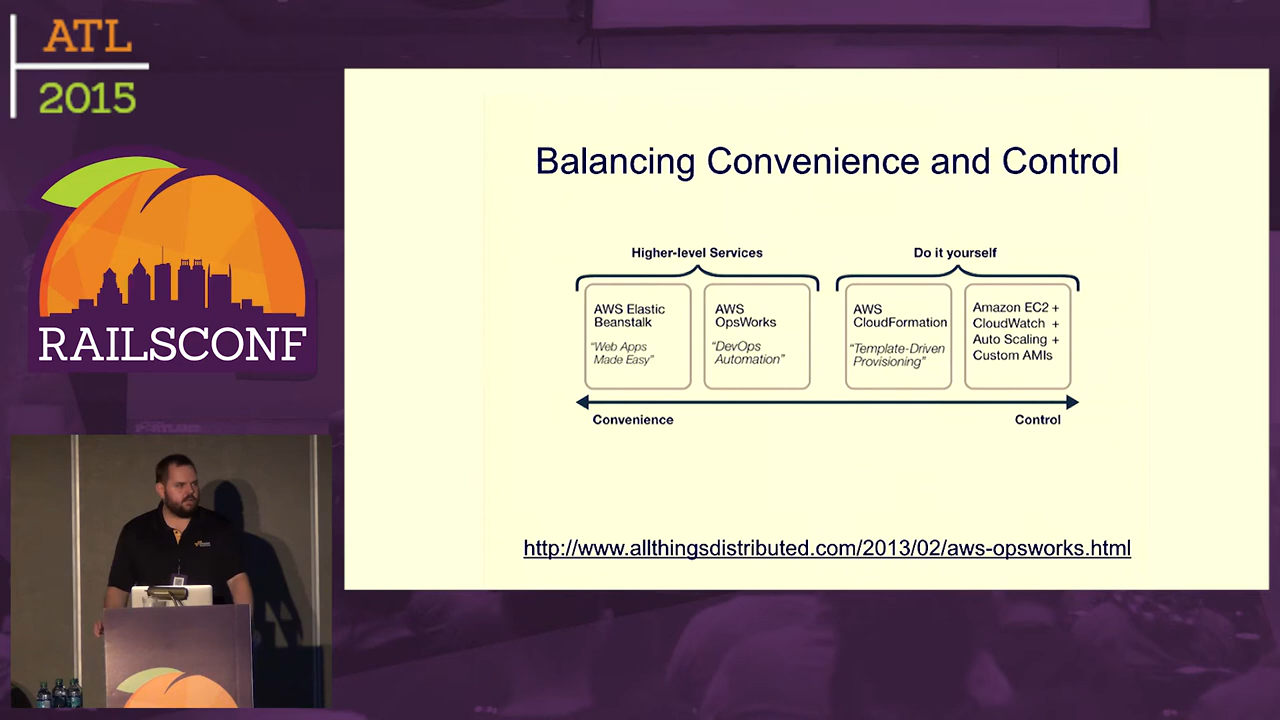 ATL
2015
RAILSCONF
Balancing Convenience and Control
Higher-level Services
Do it yourself
AWS Elastic
Beanstalk
“Web Apps
Made Easy”
AWS
OpsWorks
“DevOps
Automation”
AWS
CloudFormation
“Template-Driven
Provisioning”
Amazon EC2 +
CloudWatch +
Auto Scaling +
Custom AMIs
Convenience
Control
http://www.allthingsdistributed.com/2013/02/aws-opsworks.html